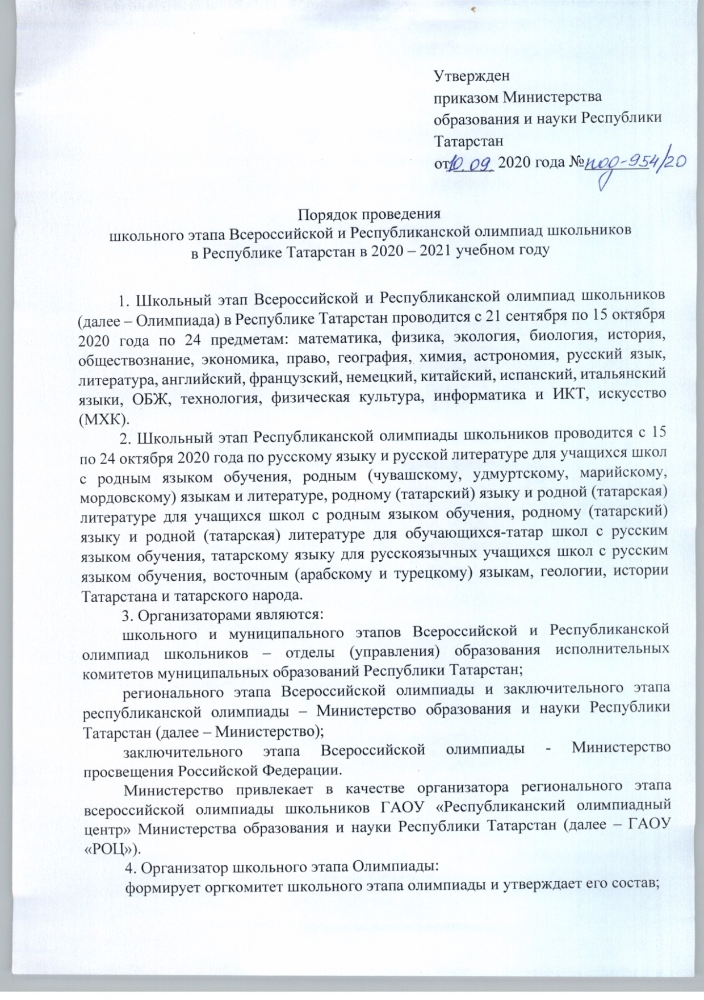 Утвержден
приказом Министерства
образования и науки Республики
Татарстан
от 10.09. 2020 года № под-954/20
Порядок проведения
школьного этапа Всероссийской и Республиканской олимпиад школьников
в Республике Татарстан в 2020 – 2021 учебном году
1. Школьный этап Всероссийской и Республиканской олимпиад школьников
(далее – Олимпиада) в Республике Татарстан проводится с 21 сентября по 15 октября
2020 года по 24 предметам: математика, физика, экология, биология, история,
обществознание, экономика, право, география, химия, астрономия, русский язык,
литература, английский, французский, немецкий, китайский, испанский, итальянский
языки, ОБЖ, технология, физическая культура, информатика и ИКТ, искусство
(МХК).
2. Школьный этап Республиканской олимпиады школьников проводится с 15
по 24 октября 2020 года по русскому языку и русской литературе для учащихся школ
с родным языком обучения, родным (чувашскому, удмуртскому, марийскому,
мордовскому) языкам и литературе, родному (татарский) языку и родной (татарская)
литературе для учащихся школ с родным языком обучения, родному (татарский)
языку и родной (татарская) литературе для обучающихся-татар школ с русским
языком обучения, татарскому языку для русскоязычных учащихся школ с русским
языком обучения, восточным (арабскому и турецкому) языкам, геологии, истории
Татарстана и татарского народа.
3. Организаторами являются:
школьного и муниципального этапов Всероссийской и Республиканской
олимпиад школьников – отделы (управления) образования исполнительных
комитетов муниципальных образований Республики Татарстан;
регионального этапа Всероссийской олимпиады и заключительного этапа
республиканской олимпиады – Министерство образования и науки Республики
Татарстан (далее – Министерство);
заключительного этапа Всероссийской олимпиады - Министерство
просвещения Российской Федерации.
Министерство привлекает в качестве организатора регионального этапа
всероссийской олимпиады школьников ГАОУ «Республиканский олимпиадный
центр» Министерства образования и науки Республики Татарстан (далее – ГАОУ
«РОЦ»).
4. Организатор школьного этапа Олимпиады:
формирует оргкомитет школьного этапа олимпиады и утверждает его состав;